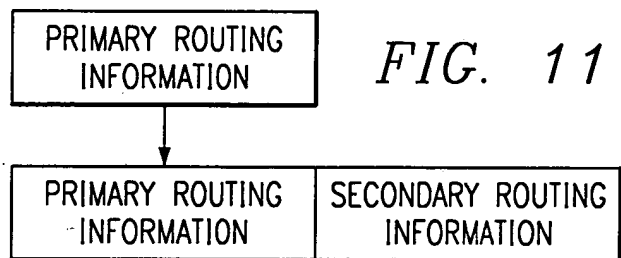 PRIMARY ROUTING
INFORMATION
FIG. 11
PRIMARY ROUTING
INFORMATION
SECONDARY ROUTING
INFORMATION